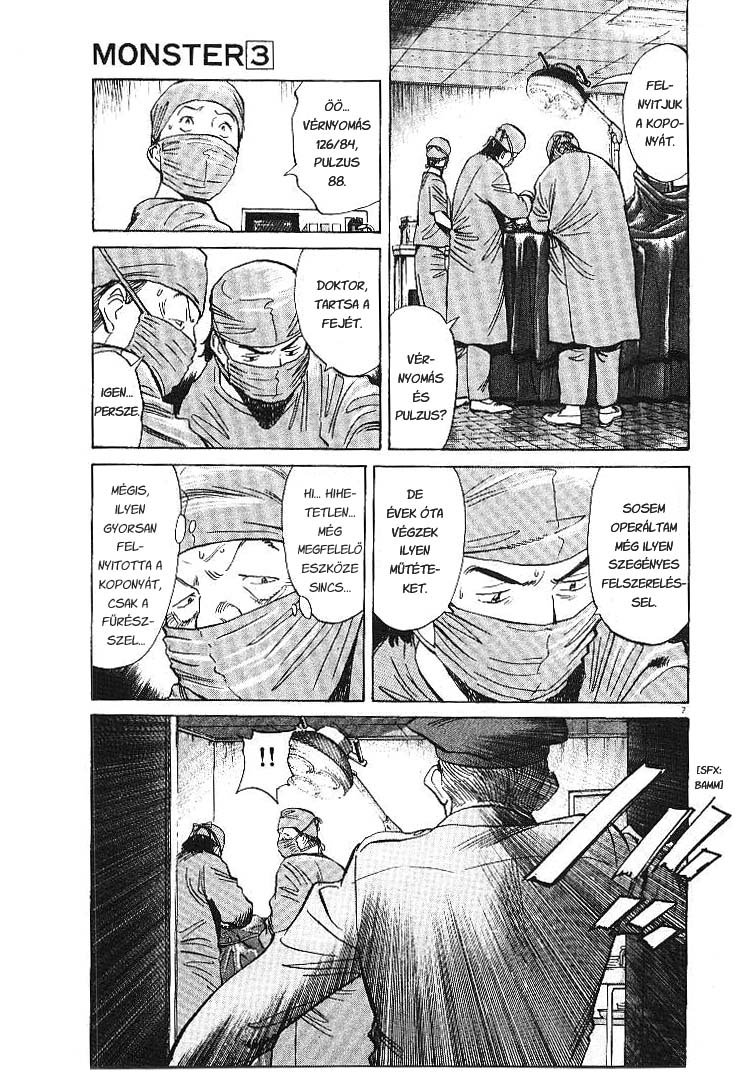 MONSTER 3
FEL-
NYITJUK
A KOPO-
NYÁT.
VÉR-
NYOMÁS
ÉS
PULZUS?
ÖÖ...
VÉRNYOMÁS
126/84,
PULZUS
88.
DOKTOR,
TARTSA A
FEJÉT.
IGEN...
PERSZE.
SOSEM
OPERÁLTAM
MÉG ILYEN
SZEGÉNYES
FELSZERELÉS-
SEL.
DE
ÉVEK ÓTA
VÉGZEK
ILYEN
MŰTÉTE-
KET.
HI... HIHE-
TETLEN...
MÉG
MEGFELELŐ
ESZKÖZE
SINCS...
MÉGIS,
ILYEN
GYORSAN
FEL-
NYITOTTA A
KOPONYÁT,
CSAK A
FŰRÉSZ-
SZEL...
7
!!
[SFX:
BAMM]